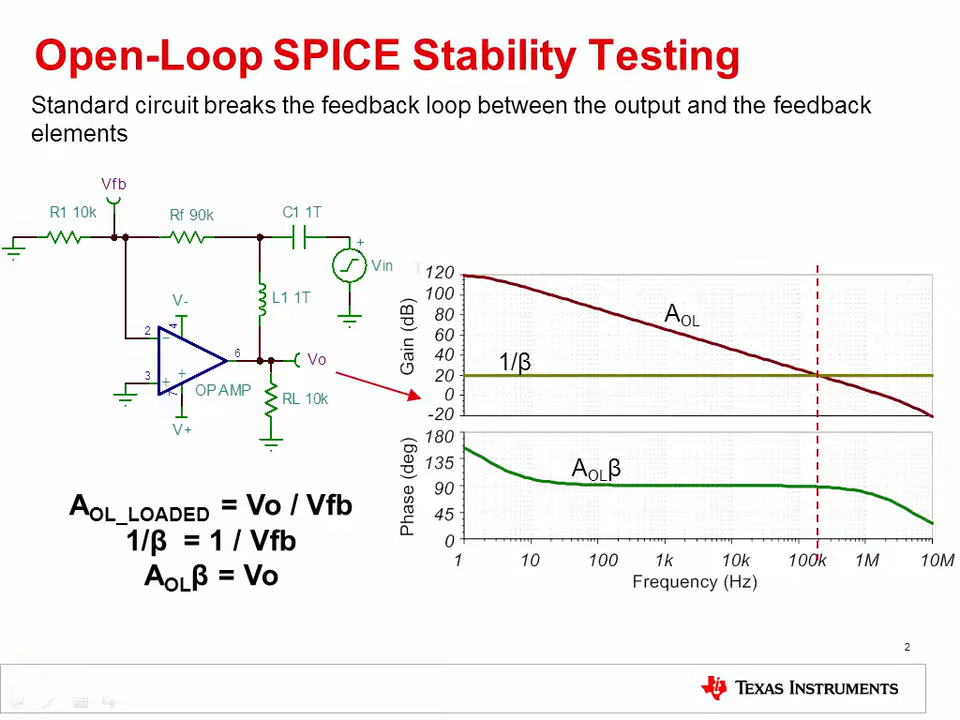 Open-Loop SPICE Stability Testing
Standard circuit breaks the feedback loop between the output and the feedback
elements
Vfb
R1 10k
Rf 90k
C1 1T
+
Vin
L1 1T
V-
2
4
-
6
Vo
3
+
+
7
OPAMP
RL 10k
V+
AOL_LOADED = Vo / Vfb
1/β = 1 / Vfb
AOLβ = Vo
Gain (dB)
120
100
80
60
40
20
0
-20
AOL
1/β
Phase (deg)
180
135
90
45
0
AOLβ
1 10 100 1k 10k 100k 1M 10M
Frequency (Hz)
2
TEXAS INSTRUMENTS